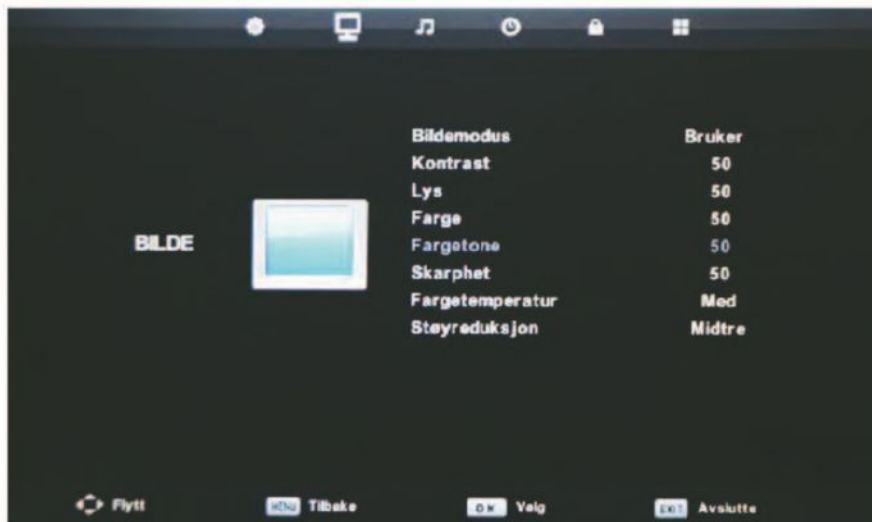 Bildemodus Bruker
Kontrast 50
Lys 50
Farge 50
BILDE
Fargetone 50
Skarphet 50
Fargetemperatur Med
Støyreduksjon Midtre
Flytt MENU Tilbake OK Velg EXIT Avslutte